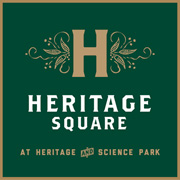 H
HERITAGE
SQUARE
AT HERITAGE AND SCIENCE PARK